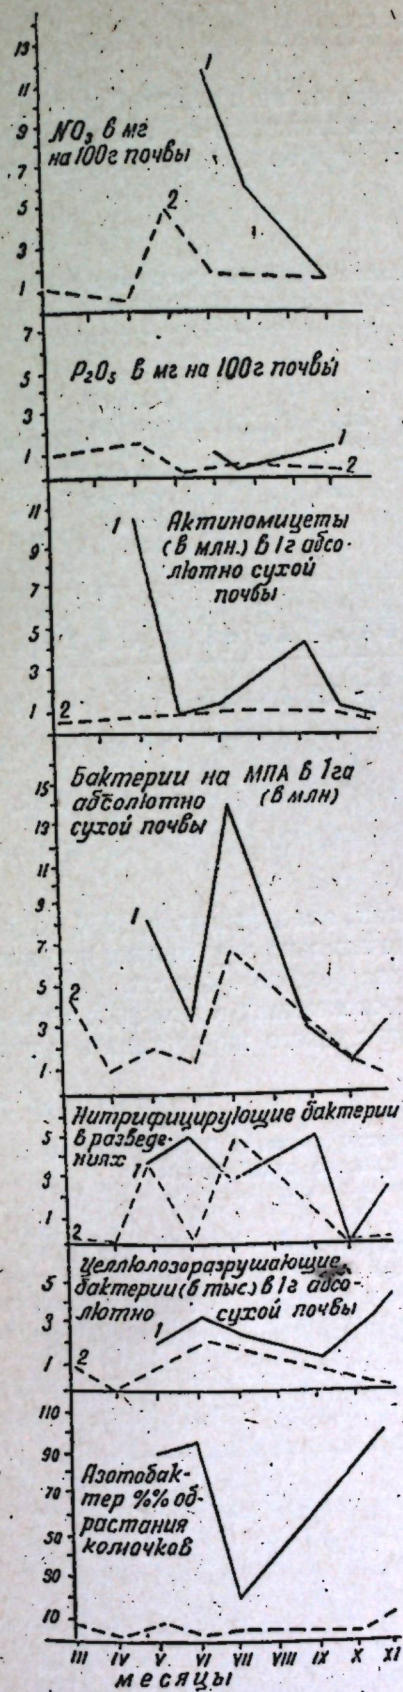 13
1
11
9
NO₃ в мг
на 100г почвы
7
5
2
3
1
7
5
P₂O₅ в мг на 100г почвы
3
1
1
2
11
1
Актиномицеты
9
(в млн.) в 1г абсо-
лютно сухой
7
почвы
5
3
1
2
15
Бактерии на МПА в 1га
абсолютно (в млн)
13
сухой почвы
11
9
1
7
5
2
3
1
Нитрифицирующие бактерии
5
в разведе-
ниях
1
3
1
2
Целлюлозоразрушающие
5
бактерии (в тыс.) в 1г абсо-
лютно сухой почвы
3
1
1
2
110
90
Азотобак-
70
тер %% об-
растания
50
комочков
30
10
III IV V VI VII VIII IX X XI
месяцы